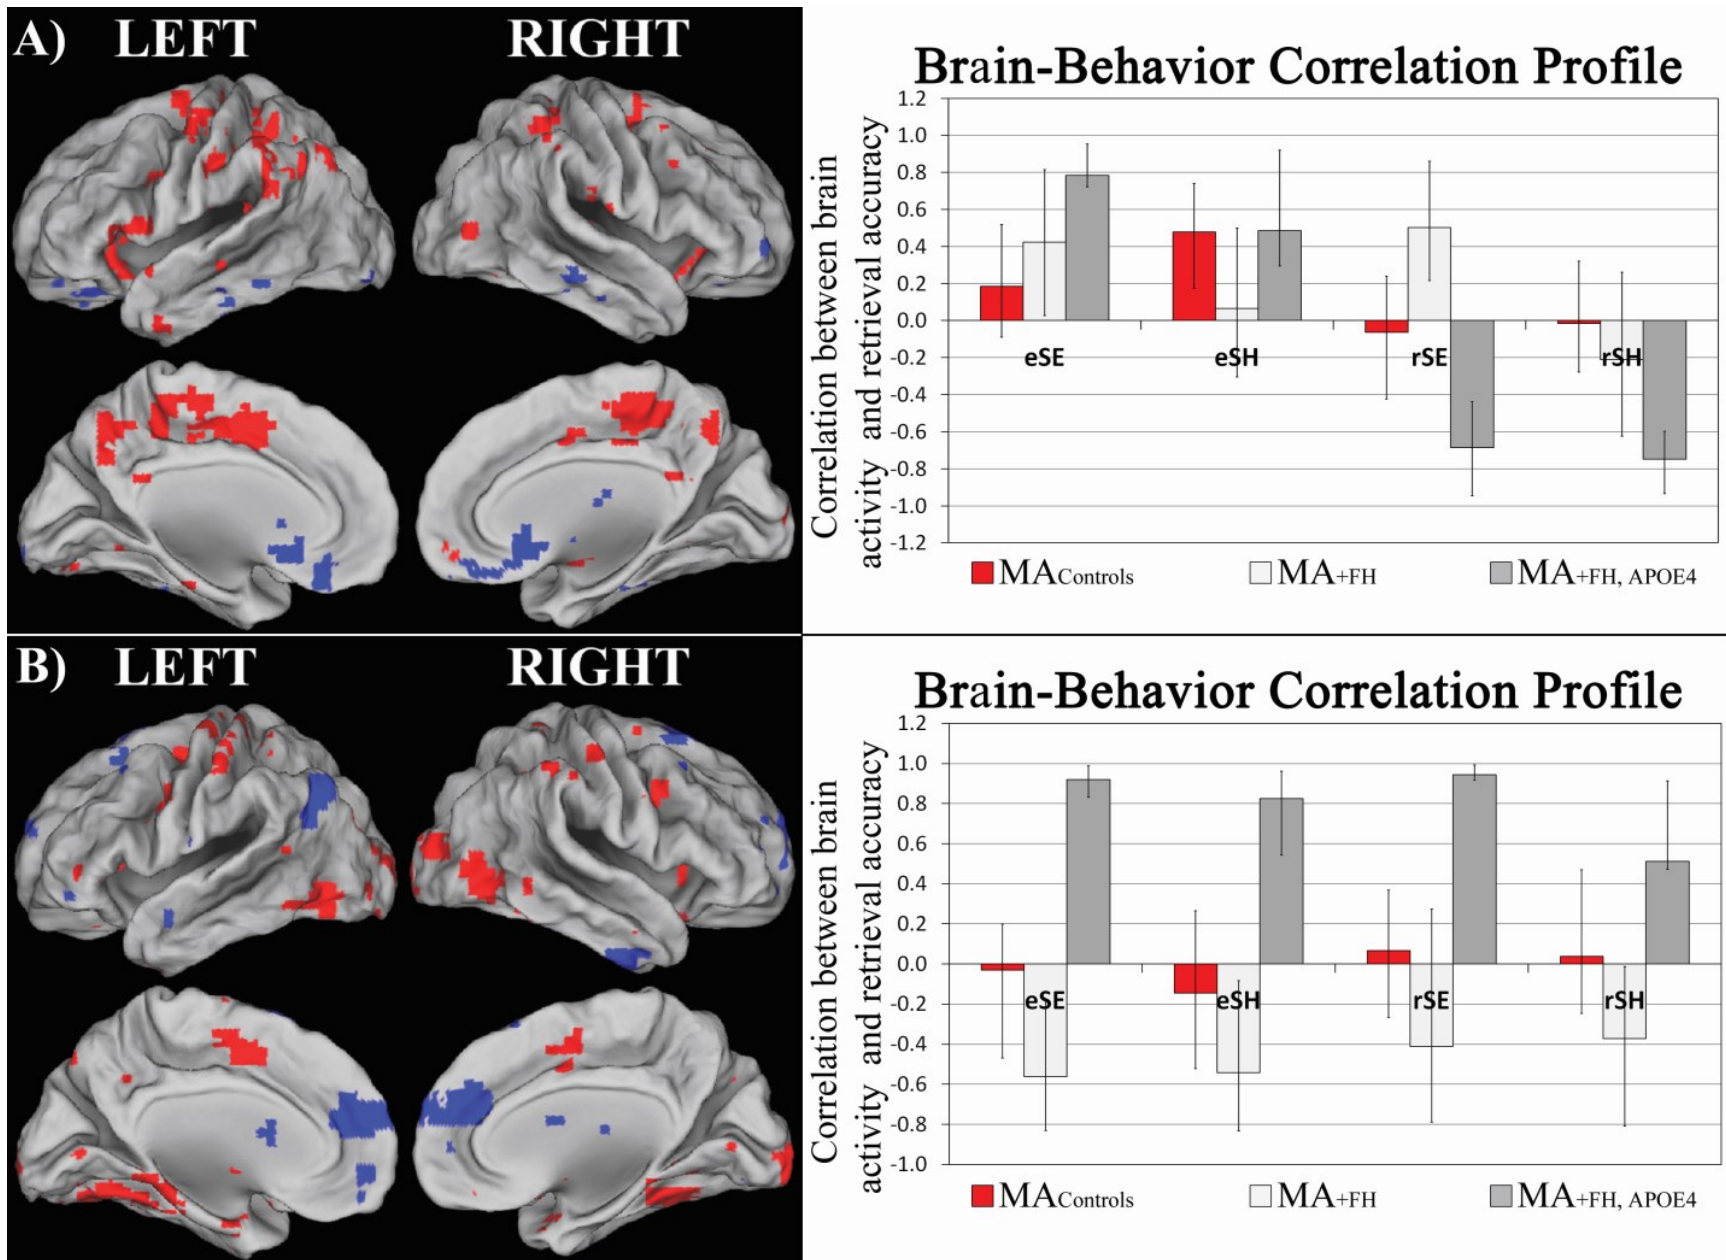 A) LEFT RIGHT
Brain-Behavior Correlation Profile
Correlation between brain
activity and retrieval accuracy
1.2
1.0
0.8
0.6
0.4
0.2
0.0
-0.2
-0.4
-0.6
-0.8
-1.0
-1.2
eSE eSH rSE rSH
MAControls MA+FH MA+FH, APOE4
B) LEFT RIGHT
Brain-Behavior Correlation Profile
Correlation between brain
activity and retrieval accuracy
1.2
1.0
0.8
0.6
0.4
0.2
0.0
-0.2
-0.4
-0.6
-0.8
-1.0
eSE eSH rSE rSH
MAControls MA+FH MA+FH, APOE4